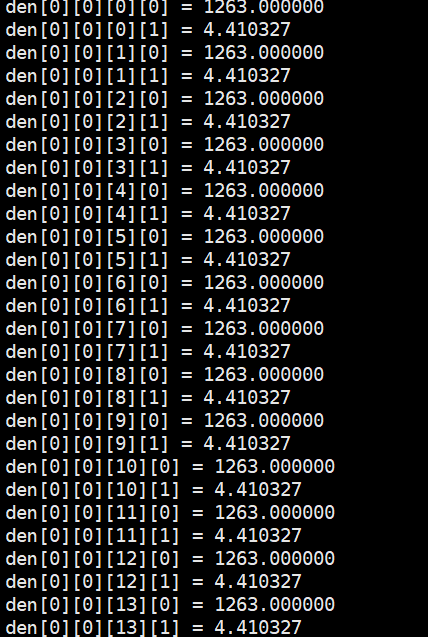 den[0][0][0][0] = 1263.000000
den[0][0][0][1] = 4.410327
den[0][0][1][0] = 1263.000000
den[0][0][1][1] = 4.410327
den[0][0][2][0] = 1263.000000
den[0][0][2][1] = 4.410327
den[0][0][3][0] = 1263.000000
den[0][0][3][1] = 4.410327
den[0][0][4][0] = 1263.000000
den[0][0][4][1] = 4.410327
den[0][0][5][0] = 1263.000000
den[0][0][5][1] = 4.410327
den[0][0][6][0] = 1263.000000
den[0][0][6][1] = 4.410327
den[0][0][7][0] = 1263.000000
den[0][0][7][1] = 4.410327
den[0][0][8][0] = 1263.000000
den[0][0][8][1] = 4.410327
den[0][0][9][0] = 1263.000000
den[0][0][9][1] = 4.410327
den[0][0][10][0] = 1263.000000
den[0][0][10][1] = 4.410327
den[0][0][11][0] = 1263.000000
den[0][0][11][1] = 4.410327
den[0][0][12][0] = 1263.000000
den[0][0][12][1] = 4.410327
den[0][0][13][0] = 1263.000000
den[0][0][13][1] = 4.410327